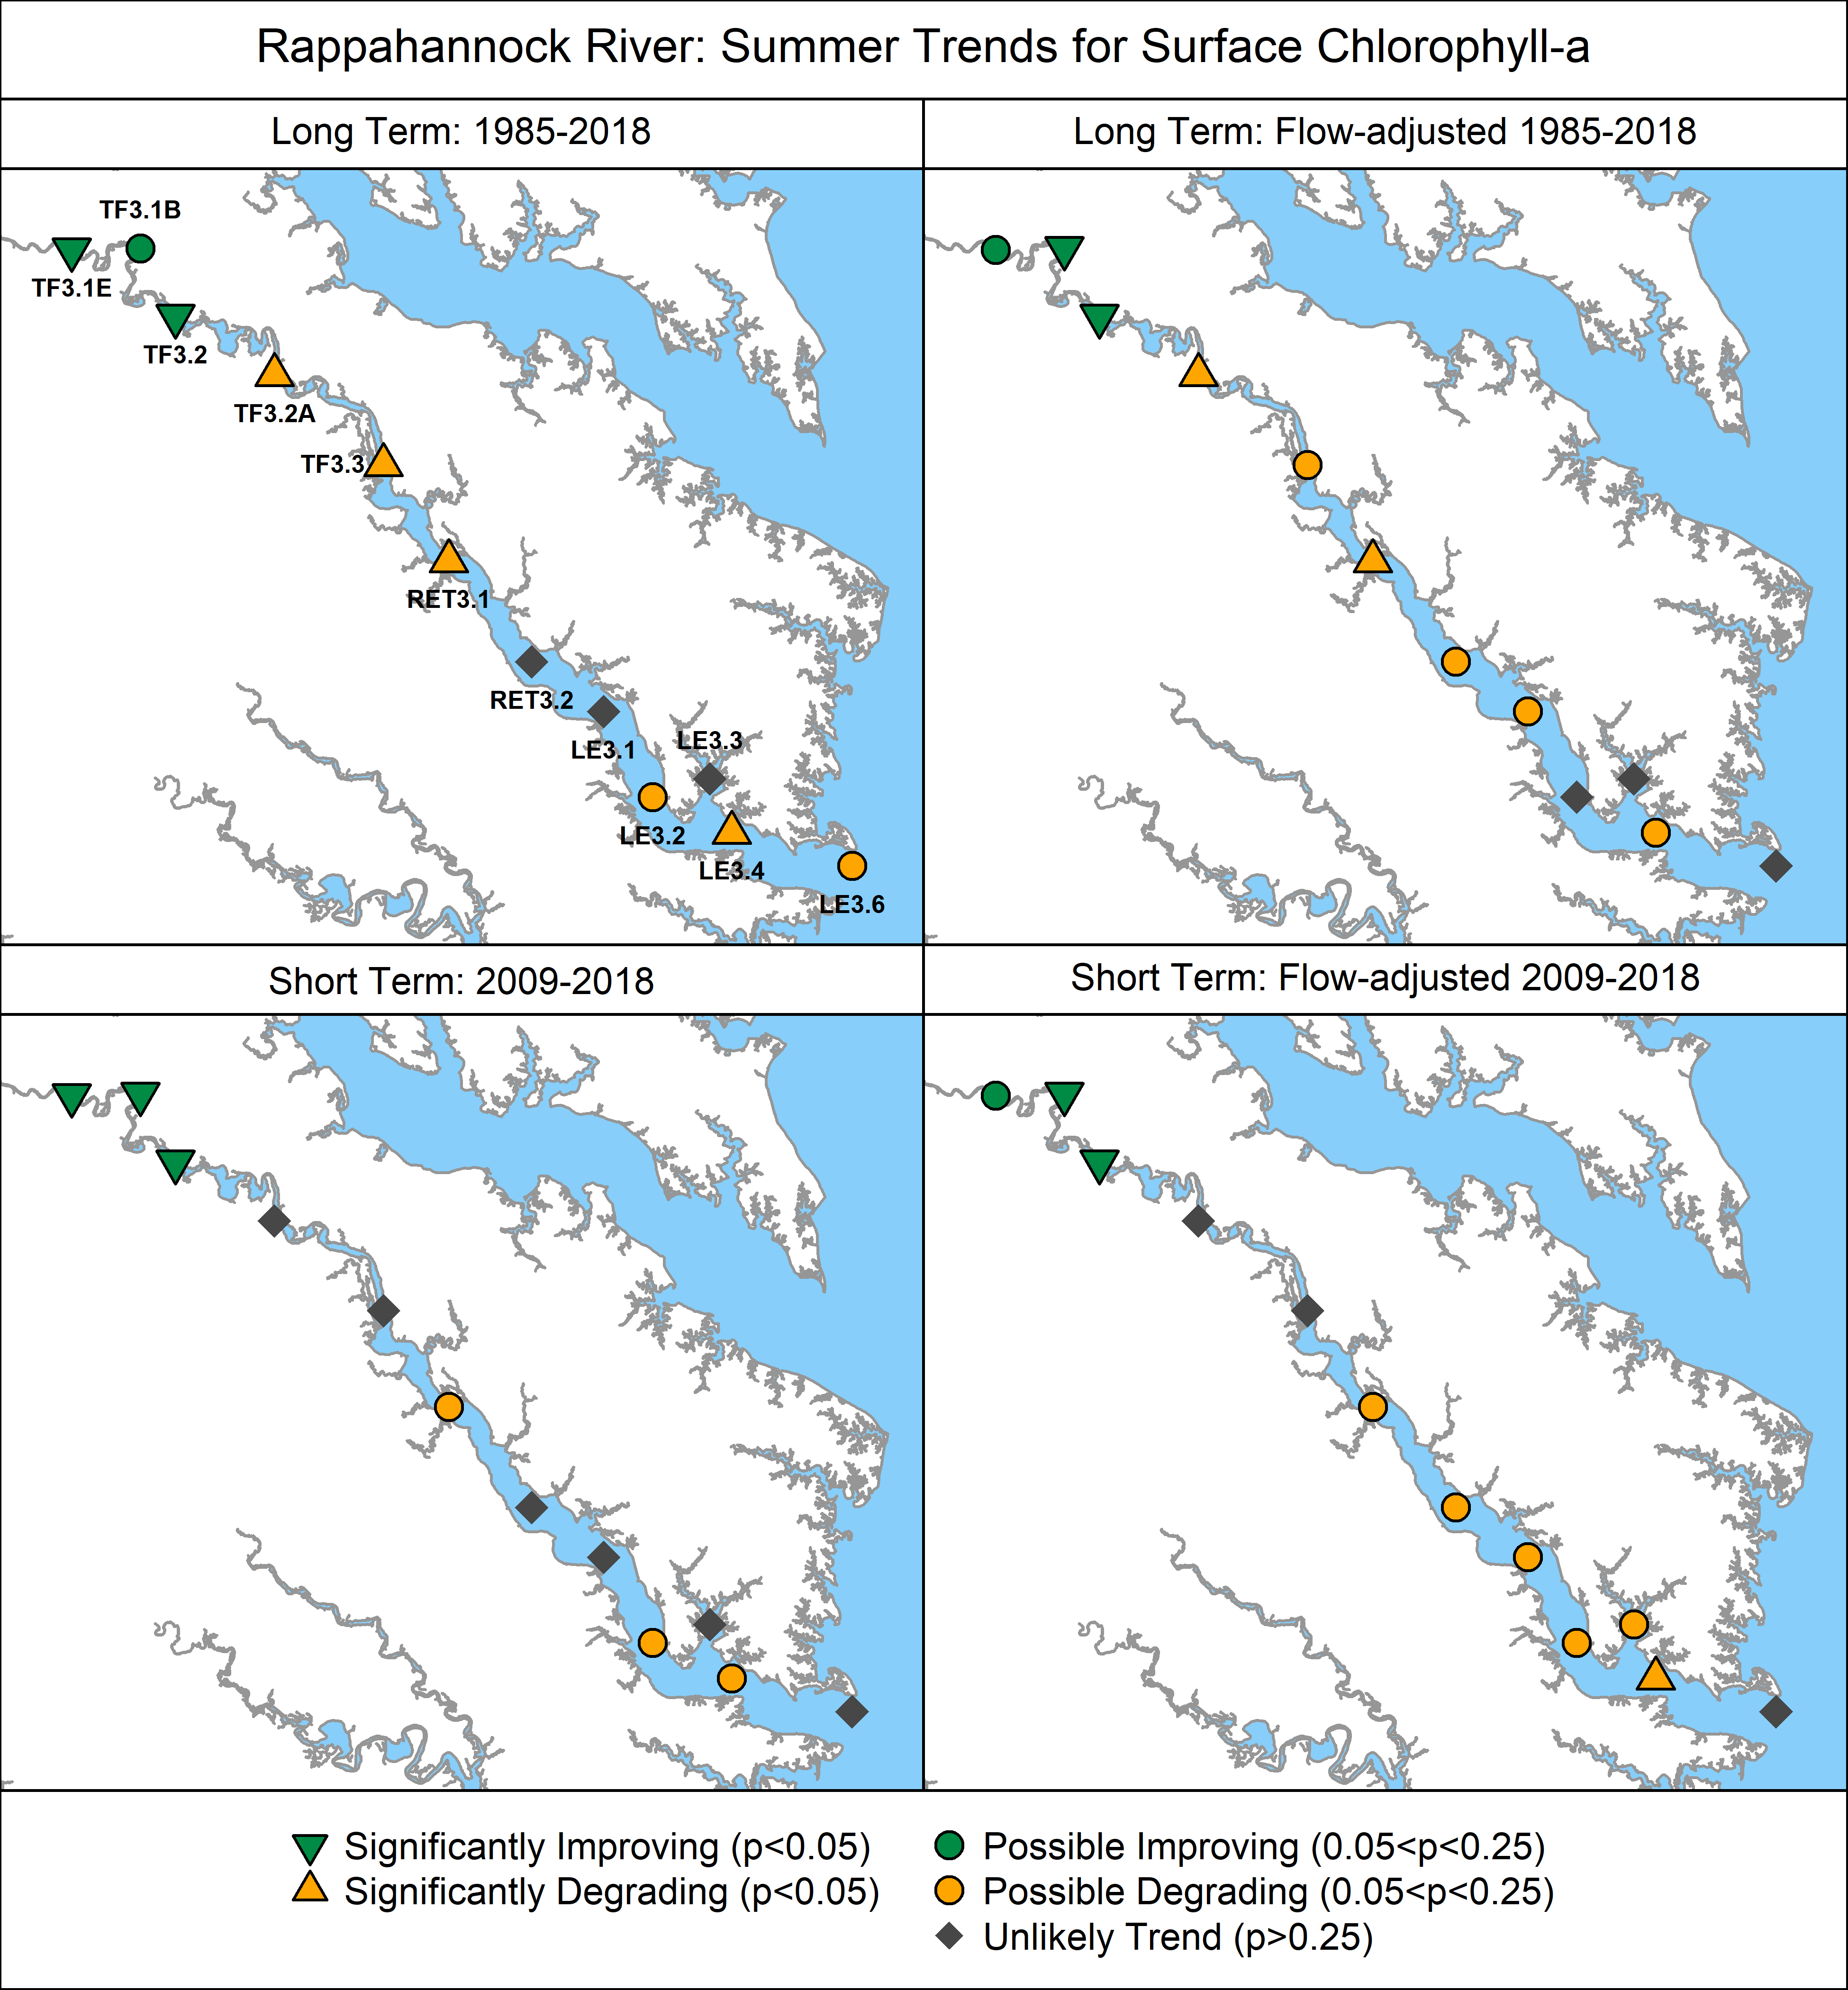 Rappahannock River: Summer Trends for Surface Chlorophyll-a
Long Term: 1985-2018
Long Term: Flow-adjusted 1985-2018
TF3.1B
TF3.1E
TF3.2
TF3.2A
TF3.3
RET3.1
RET3.2
LE3.1
LE3.3
LE3.2
LE3.4
LE3.6
Short Term: 2009-2018
Short Term: Flow-adjusted 2009-2018
Significantly Improving (p<0.05)
Significantly Degrading (p<0.05)
Possible Improving (0.05<p<0.25)
Possible Degrading (0.05<p<0.25)
Unlikely Trend (p>0.25)